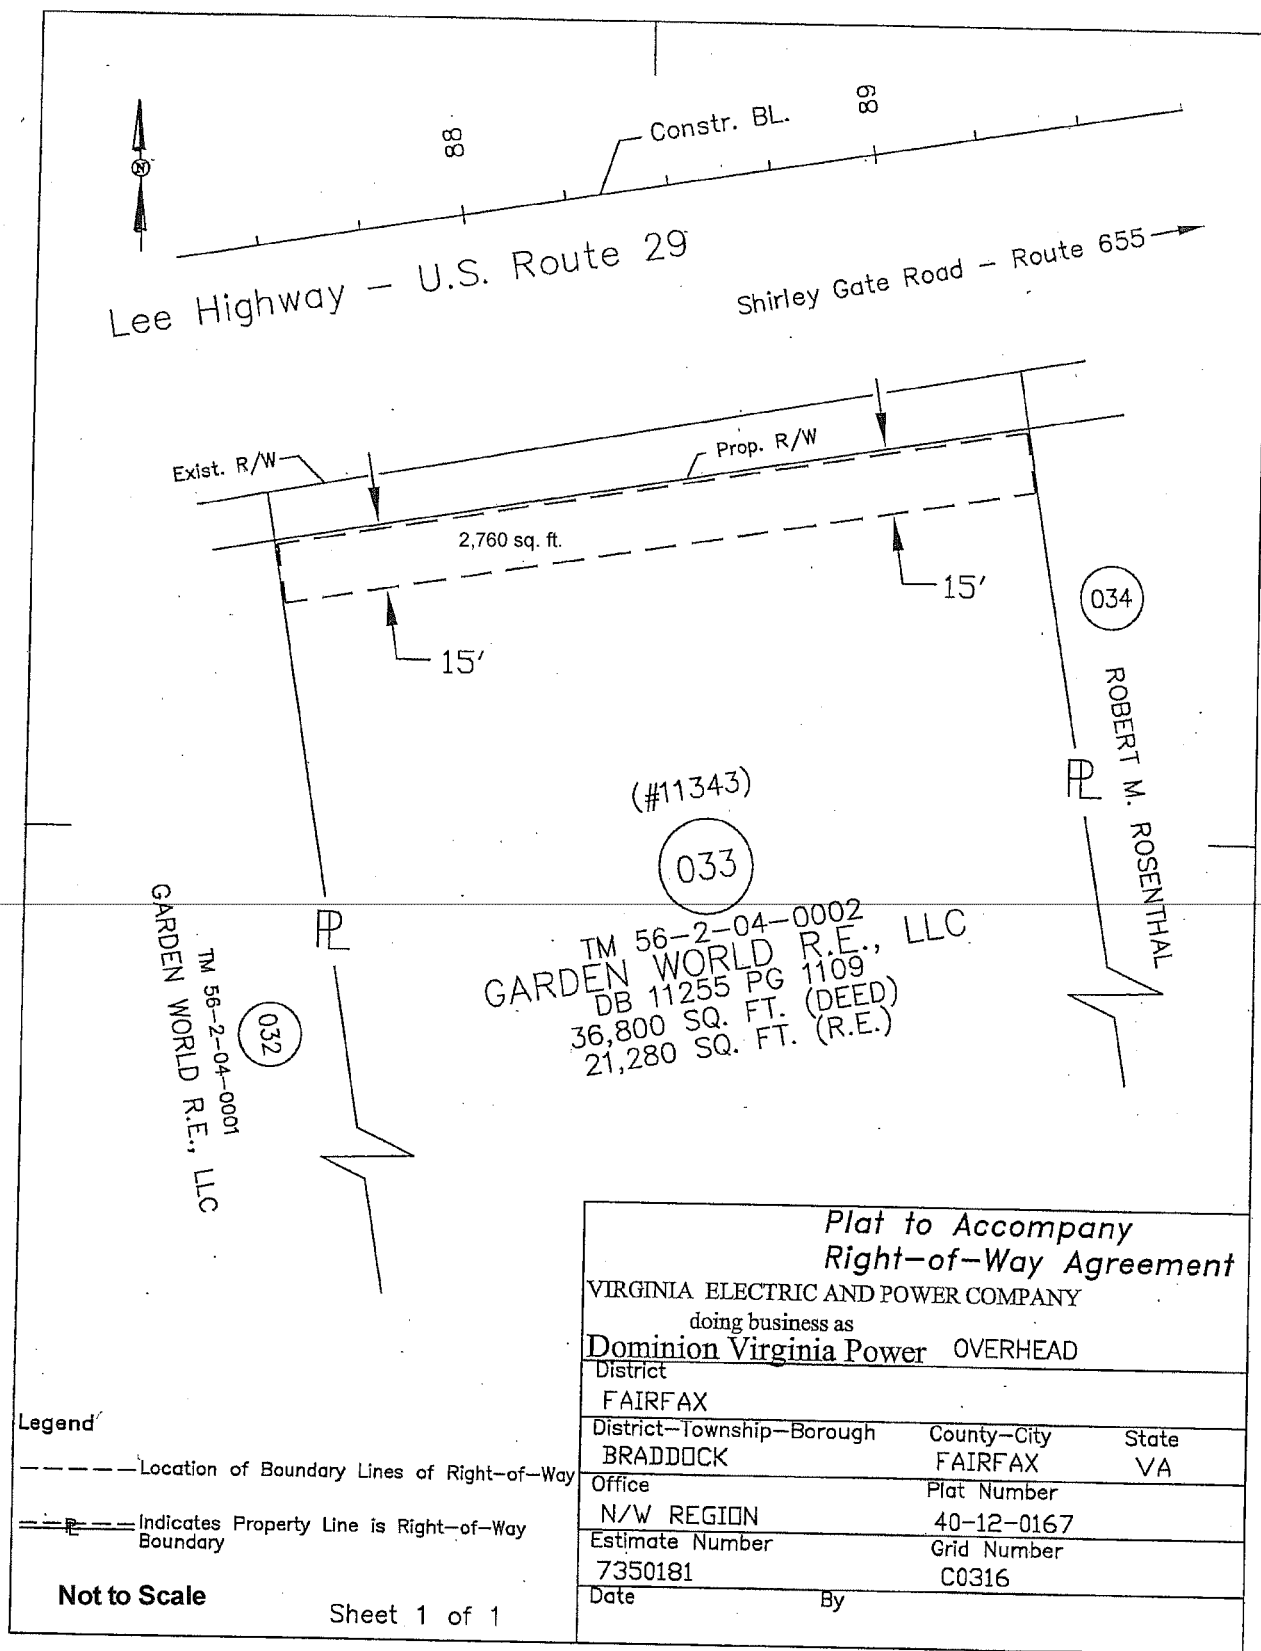 N
88
89
Constr. BL.
Lee Highway - U.S. Route 29
Shirley Gate Road - Route 655
Exist. R/W
Prop. R/W
2,760 sq. ft.
15'
15'
034
ROBERT M. ROSENTHAL
PL
PL
(#11343)
033
TM 56-2-04-0002
GARDEN WORLD R.E., LLC
DB 11255 PG 1109
36,800 SQ. FT. (DEED)
21,280 SQ. FT. (R.E.)
032
TM 56-2-04-0001
GARDEN WORLD R.E., LLC
Plat to Accompany
Right-of-Way Agreement
VIRGINIA ELECTRIC AND POWER COMPANY
doing business as
Dominion Virginia Power OVERHEAD
District
FAIRFAX
District-Township-Borough County-City State
BRADDOCK FAIRFAX VA
Office Plat Number
N/W REGION 40-12-0167
Estimate Number Grid Number
7350181 C0316
Date By
Legend
Location of Boundary Lines of Right-of-Way
PL Indicates Property Line is Right-of-Way
Boundary
Not to Scale
Sheet 1 of 1